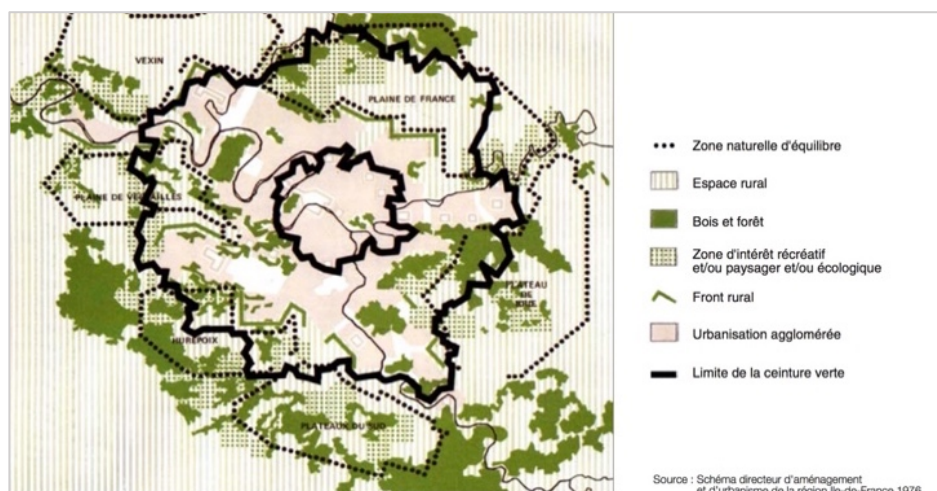 VEXIN
PLAINE DE FRANCE
PLAINE DE VERSAILLES
PLATEAU
DE
BRIE
HUREPOIX
PLATEAUX DU SUD
Zone naturelle d'équilibre
Espace rural
Bois et forêt
Zone d'intérêt récréatif
et/ou paysager et/ou écologique
Front rural
Urbanisation agglomérée
Limite de la ceinture verte
Source : Schéma directeur d'aménagement
et d'urbanisme de la région Ile-de-France 1976